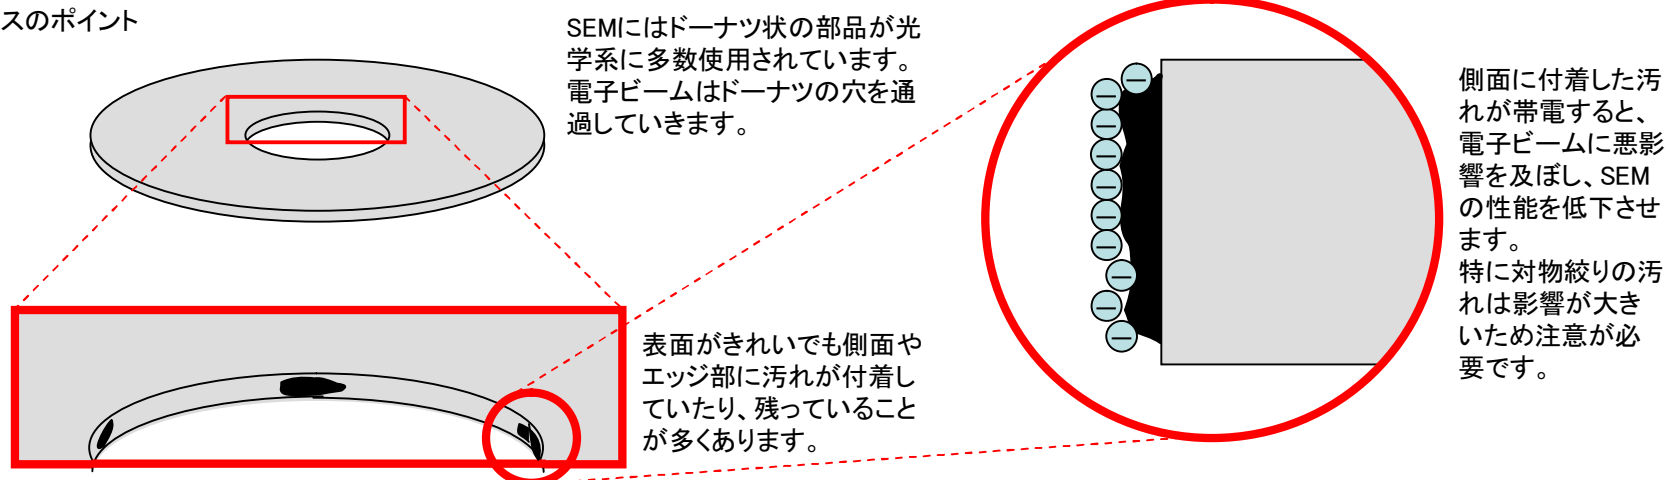 スのポイント
SEMにはドーナツ状の部品が光
学系に多数使用されています。
電子ビームはドーナツの穴を通
過していきます。
表面がきれいでも側面や
エッジ部に汚れが付着し
ていたり、残っていること
が多くあります。
側面に付着した汚
れが帯電すると、
電子ビームに悪影
響を及ぼし、SEM
の性能を低下させ
ます。
特に対物絞りの汚
れは影響が大き
いため注意が必
要です。